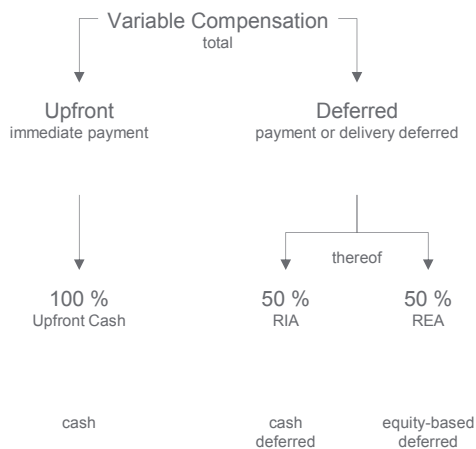 Variable Compensation
total
Upfront
immediate payment
Deferred
payment or delivery deferred
thereof
100 %
Upfront Cash
50 %
RIA
50 %
REA
cash
cash
deferred
equity-based
deferred